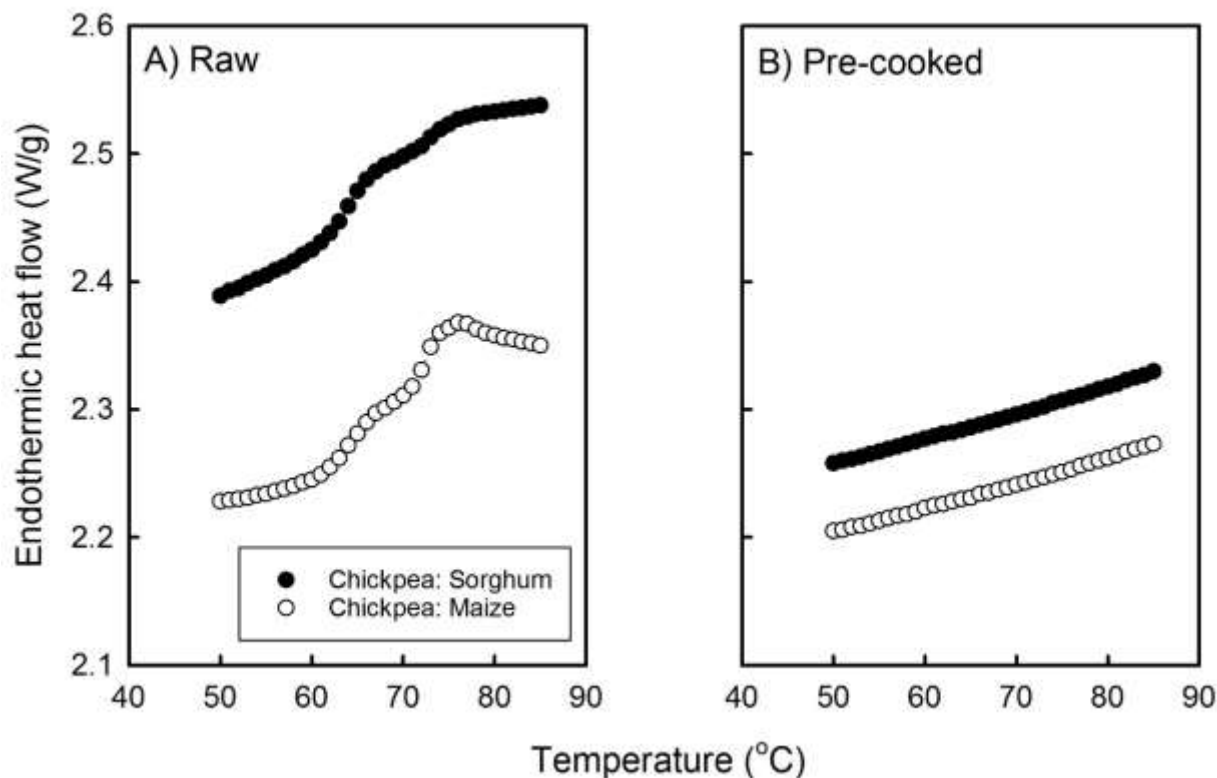 A) Raw
B) Pre-cooked
Endothermic heat flow (W/g)
2.6
2.5
2.4
2.3
2.2
2.1
Chickpea: Sorghum
Chickpea: Maize
40 50 60 70 80 90
40 50 60 70 80 90
Temperature (°C)